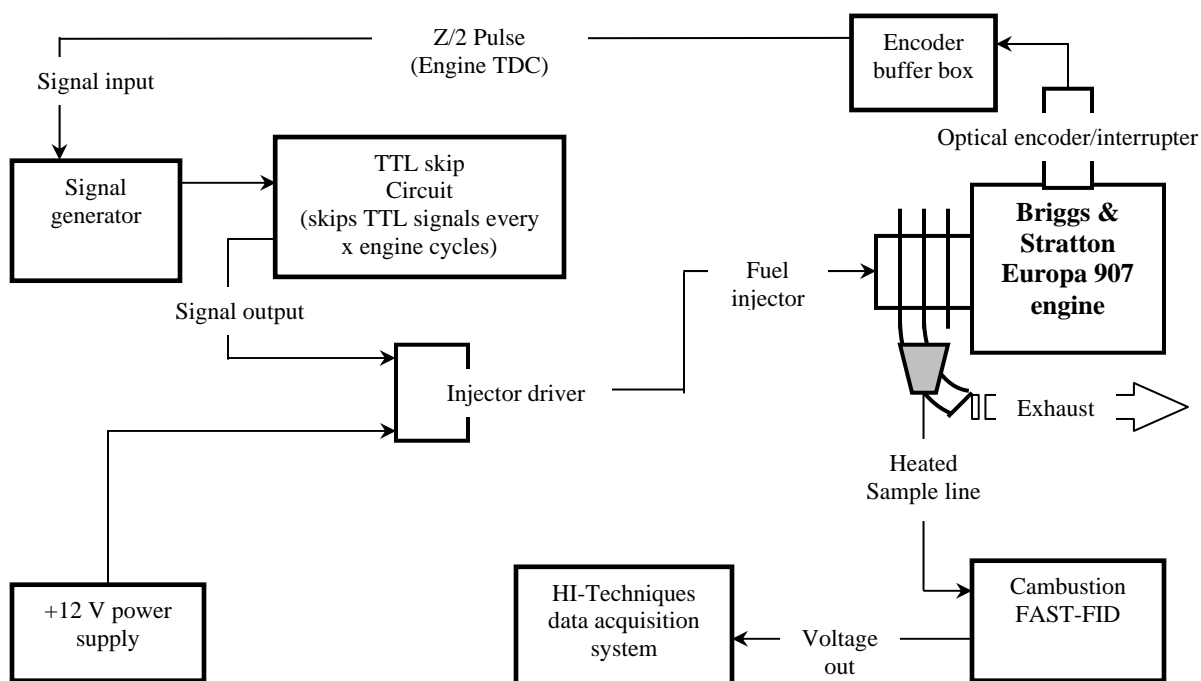 Z/2 Pulse
(Engine TDC)
Encoder
buffer box
Signal input
Optical encoder/interrupter
Signal
generator
TTL skip
Circuit
(skips TTL signals every
x engine cycles)
Briggs &
Stratton
Europa 907
engine
Fuel
injector
Signal output
Injector driver
Exhaust
Heated
Sample line
+12 V power
supply
HI-Techniques
data acquisition
system
Voltage
out
Cambustion
FAST-FID